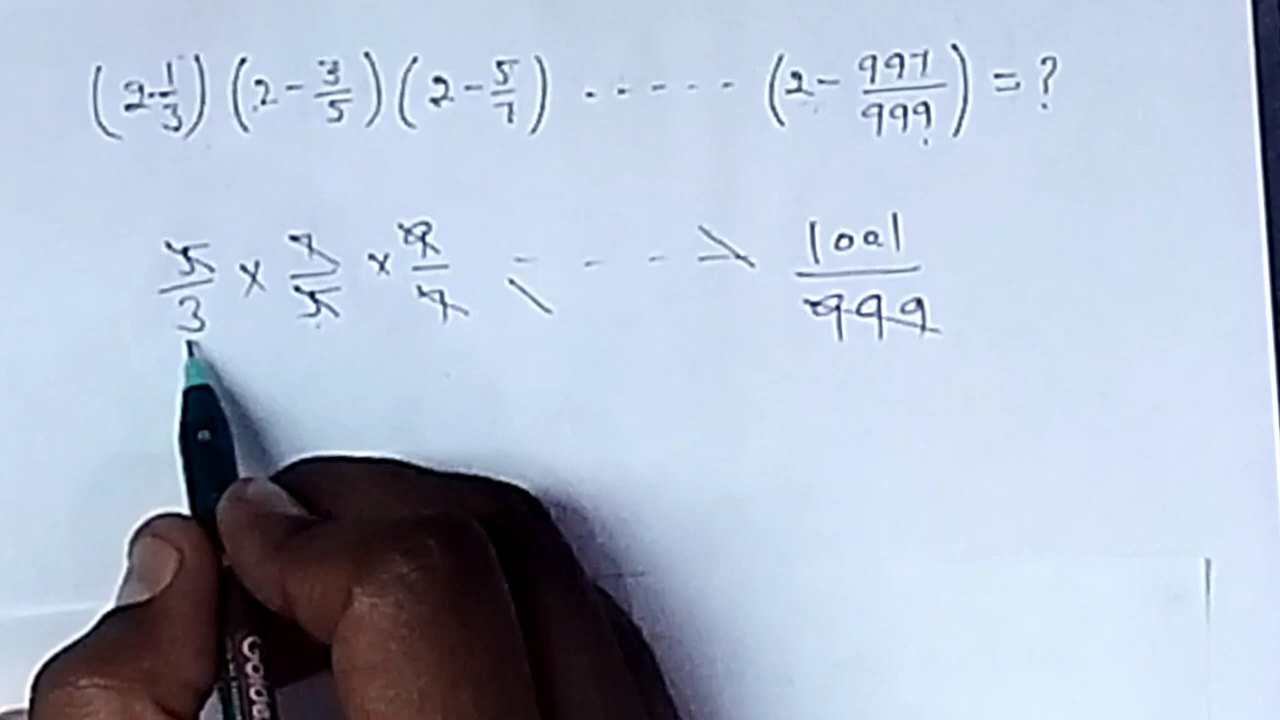 (2-1/3) (2-3/5) (2-5/7) ...... (2-997/999) = ?
5/3 × 7/5 × 9/7 - - - - 1001/999
Golde